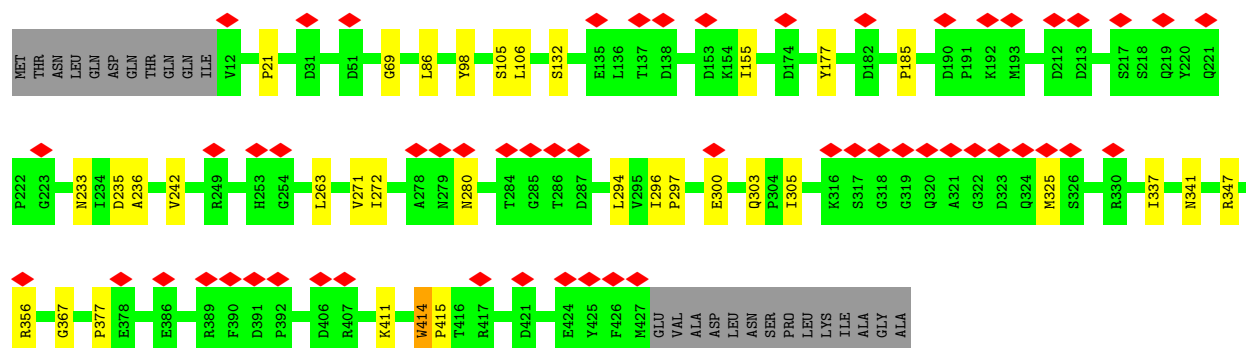 MET THR ASN LEU GLN ASP GLN THR GLN GLN ILE V12 P21 D31 D51 G69 L86 Y98 S105 L106 S132 E135 L136 T137 D138 D153 K154 I155 D174 Y177 D182 P185 D190 P191 K192 M193 D212 D213 S217 S218 Q219 Y220 Q221
P222 G223 N233 I234 D235 A236 V242 R249 H253 G254 L263 V271 I272 A278 N279 N280 T284 G285 T286 D287 L294 V295 I296 P297 E300 Q303 P304 I305 K316 S317 G318 G319 Q320 A321 G322 D323 Q324 M325 S326 R330 I337 N341 R347
R356 G367 P377 E378 E386 R389 F390 D391 P392 D406 R407 K411 W414 P415 T416 R417 D421 E424 Y425 F426 M427 GLU VAL ALA ASP LEU ASN SER PRO LEU LYS ILE ALA GLY ALA